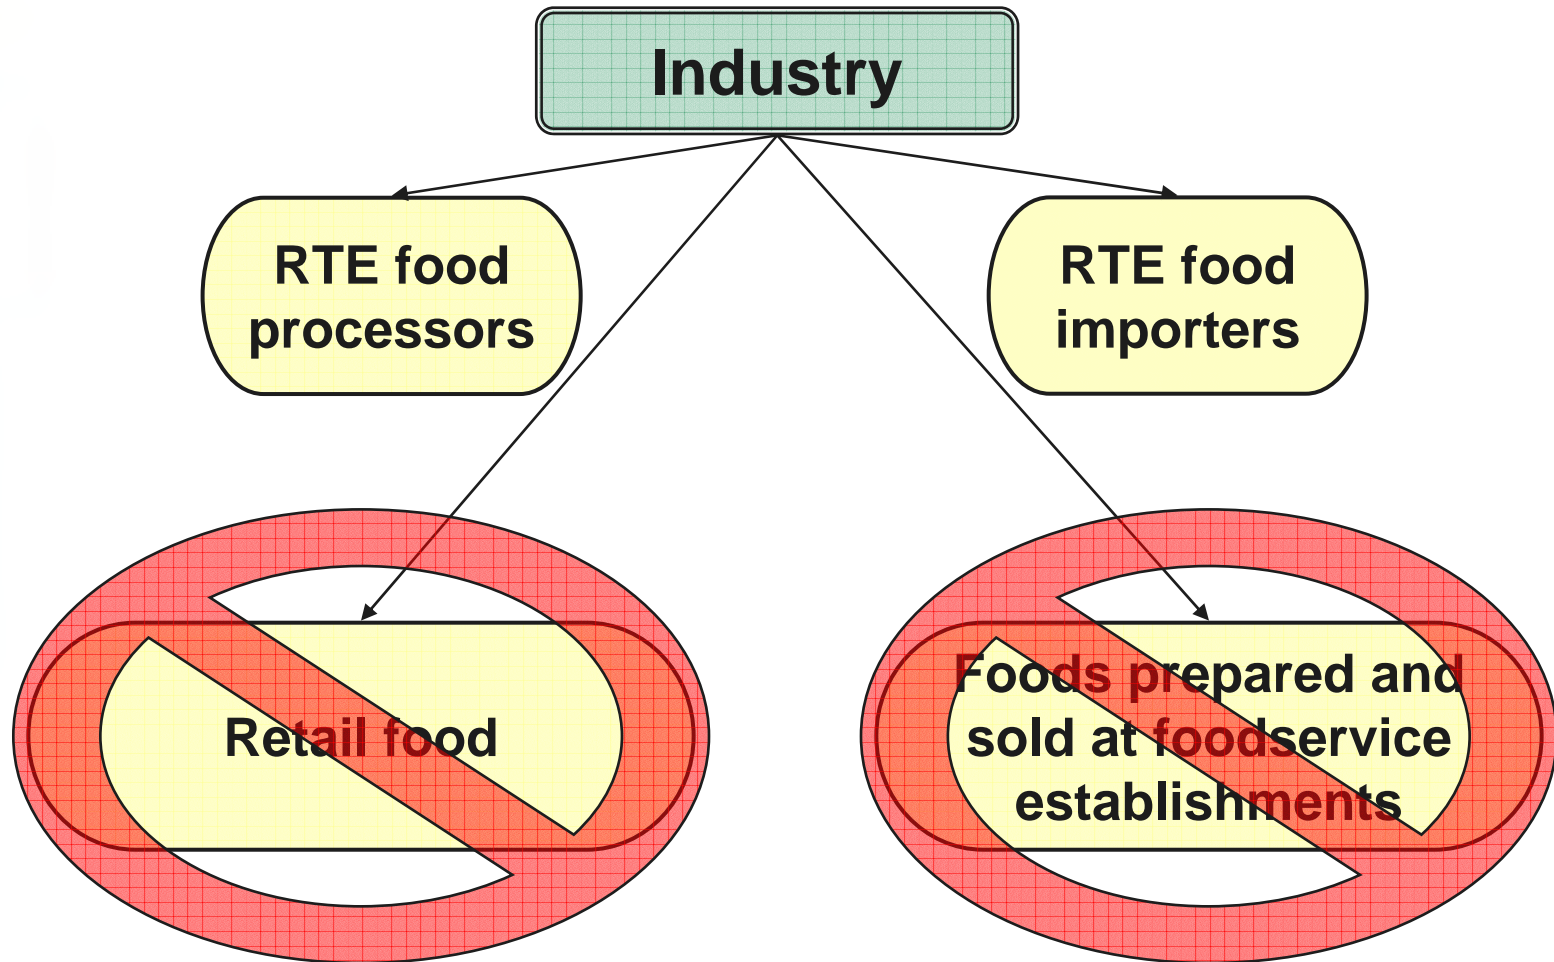 Industry
RTE food
processors
RTE food
importers
Retail food
Foods prepared and
sold at foodservice
establishments